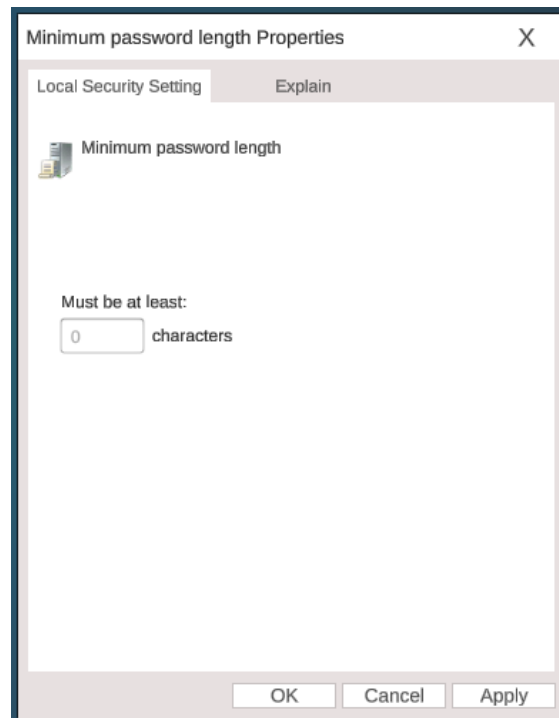 Minimum password length Properties X
Local Security Setting Explain
Minimum password length
Must be at least:
0 characters
OK Cancel Apply